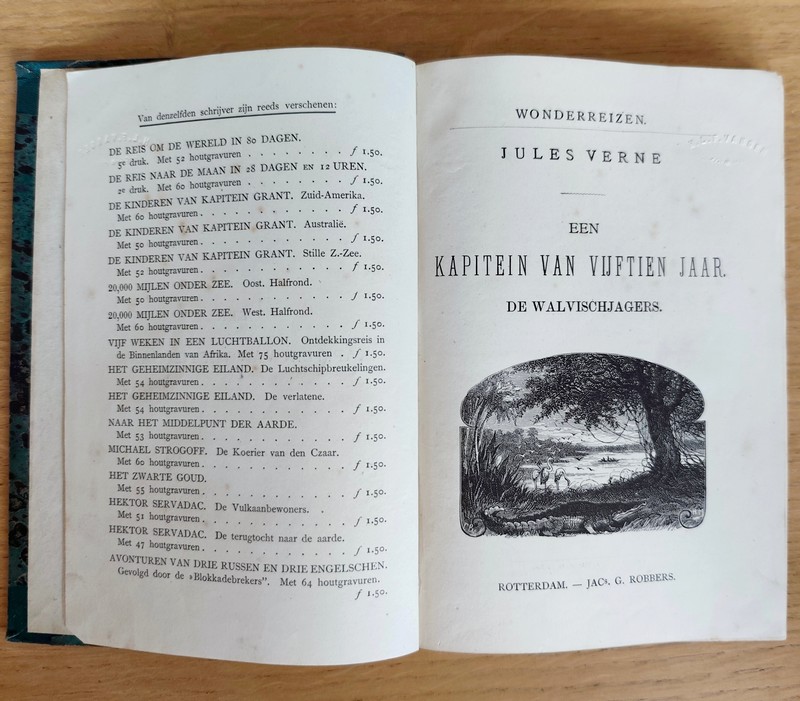 Van denzelfden schrijver zijn reeds verschenen:
DE REIS OM DE WERELD IN 80 DAGEN.
5e druk. Met 52 houtgravuren . . . . . . . . ƒ 1.50.
DE REIS NAAR DE MAAN IN 28 DAGEN EN 12 UREN.
2e druk. Met 60 houtgravuren . . . . . . . . ƒ 1.50.
DE KINDEREN VAN KAPITEIN GRANT. Zuid-Amerika.
Met 60 houtgravuren . . . . . . . . . . ƒ 1.50.
DE KINDEREN VAN KAPITEIN GRANT. Australië.
Met 50 houtgravuren . . . . . . . . . . ƒ 1.50.
DE KINDEREN VAN KAPITEIN GRANT. Stille Z.-Zee.
Met 52 houtgravuren . . . . . . . . . . ƒ 1.50.
20,000 MIJLEN ONDER ZEE. Oost. Halfrond.
Met 50 houtgravuren . . . . . . . . . . ƒ 1.50.
20,000 MIJLEN ONDER ZEE. West. Halfrond.
Met 60 houtgravuren . . . . . . . . . . ƒ 1.50.
VIJF WEKEN IN EEN LUCHTBALLON. Ontdekkingsreis in
de Binnenlanden van Afrika. Met 75 houtgravuren . ƒ 1.50.
HET GEHEIMZINNIGE EILAND. De Luchtschipbreukelingen.
Met 54 houtgravuren . . . . . . . . . . ƒ 1.50.
HET GEHEIMZINNIGE EILAND. De verlatene.
Met 54 houtgravuren . . . . . . . . . . ƒ 1.50.
NAAR HET MIDDELPUNT DER AARDE.
Met 53 houtgravuren . . . . . . . . . . ƒ 1.50.
MICHAEL STROGOFF. De Koerier van den Czaar.
Met 60 houtgravuren . . . . . . . . . . ƒ 1.50.
HET ZWARTE GOUD.
Met 55 houtgravuren . . . . . . . . . . ƒ 1.50.
HEKTOR SERVADAC. De Vulkaanbewoners. .
Met 51 houtgravuren . . . . . . . . . . ƒ 1.50.
HEKTOR SERVADAC. De terugtocht naar de aarde.
Met 47 houtgravuren . . . . . . . . . . ƒ 1.50.
AVONTUREN VAN DRIE RUSSEN EN DRIE ENGELSCHEN.
Gevolgd door de »Blokkadebrekers”. Met 64 houtgravuren.
ƒ 1.50.
WONDERREIZEN.
JULES VERNE
EEN
KAPITEIN VAN VIJFTIEN JAAR.
DE WALVISCHJAGERS.
ROTTERDAM. — JACs. G. ROBBERS.